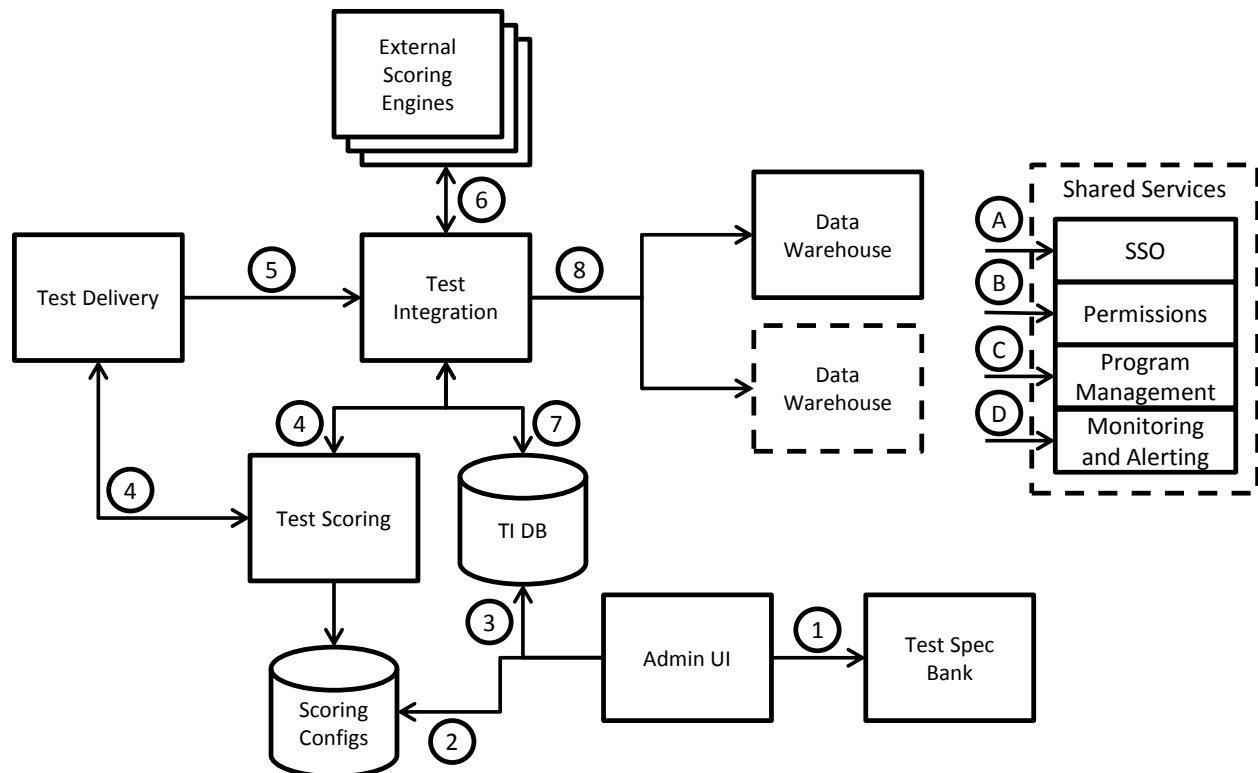 External
Scoring
Engines
6
Shared Services
A
SSO
B
Permissions
C
Program
Management
D
Monitoring
and Alerting
Data
Warehouse
Test Delivery
5
Test
Integration
8
Data
Warehouse
4
7
4
Test Scoring
TI DB
3
Admin UI
1
Test Spec
Bank
Scoring
Configs
2